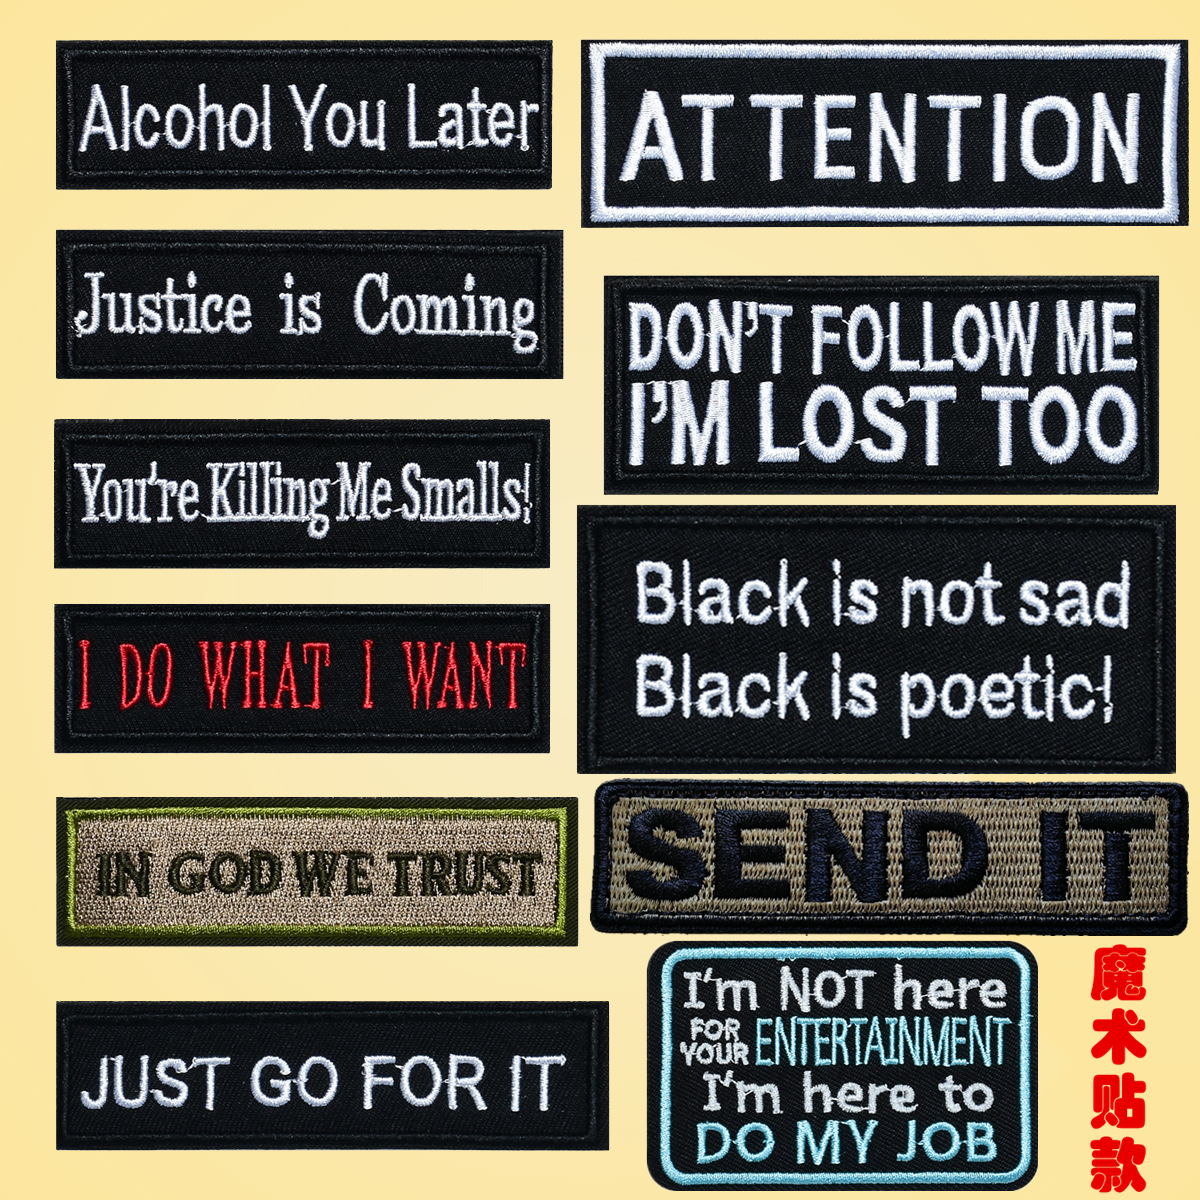 Alcohol You Later
Justice is Coming
You're Killing Me Smalls!
I DO WHAT I WANT
IN GOD WE TRUST
JUST GO FOR IT
ATTENTION
DON'T FOLLOW ME
I'M LOST TOO
Black is not sad
Black is poetic!
SEND IT
I'm NOT here
FOR YOUR ENTERTAINMENT
I'm here to
DO MY JOB
魔术贴款